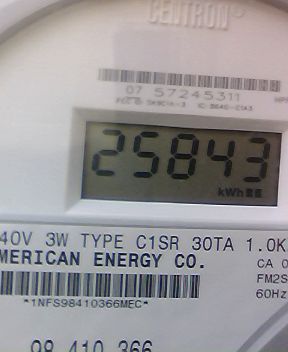 CENTRON®
07 57245311
25843
kWh
40V 3W TYPE C1SR 30TA 1.0K
MERICAN ENERGY CO.
CA 0
FM2S
60Hz
*1NFS98410366MEC*
98 410 366